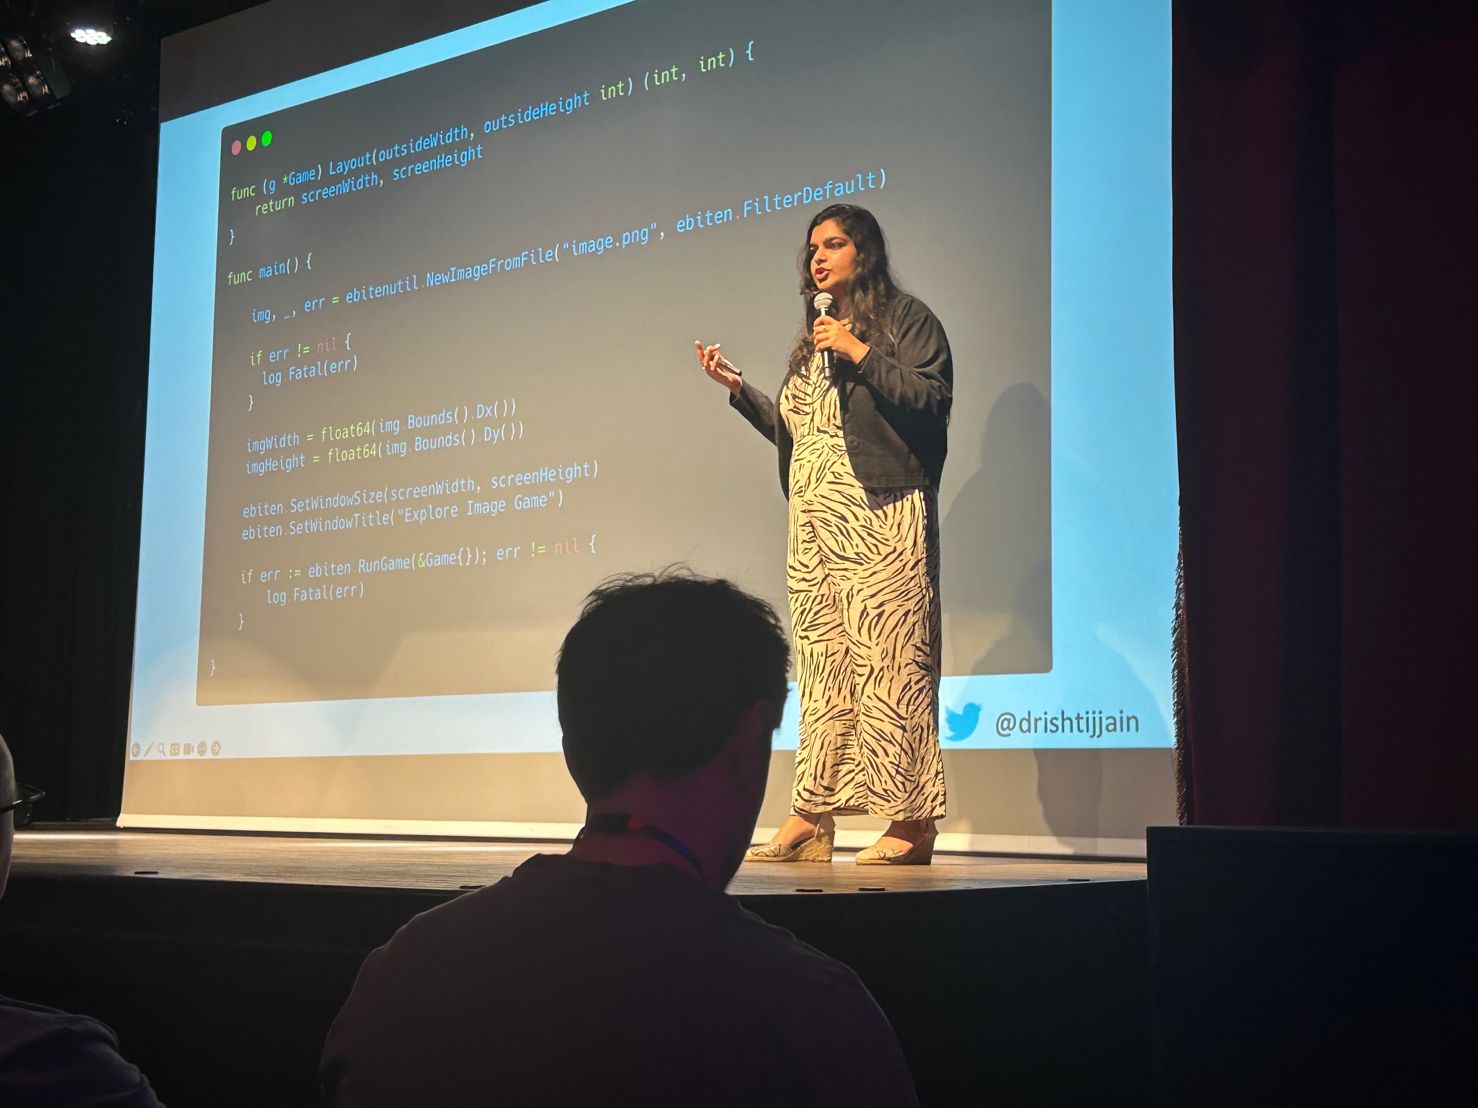 func (g *Game) Layout(outsideWidth, outsideHeight int) (int, int) {
return screenWidth, screenHeight
}
func main() {
img, _, err = ebitenutil.NewImageFromFile("image.png", ebiten.FilterDefault)
if err != nil {
log.Fatal(err)
}
imgWidth = float64(img.Bounds().Dx())
imgHeight = float64(img.Bounds().Dy())
ebiten.SetWindowSize(screenWidth, screenHeight)
ebiten.SetWindowTitle("Explore Image Game")
if err := ebiten.RunGame(&Game{}); err != nil {
log.Fatal(err)
}
}
@drishtijjain